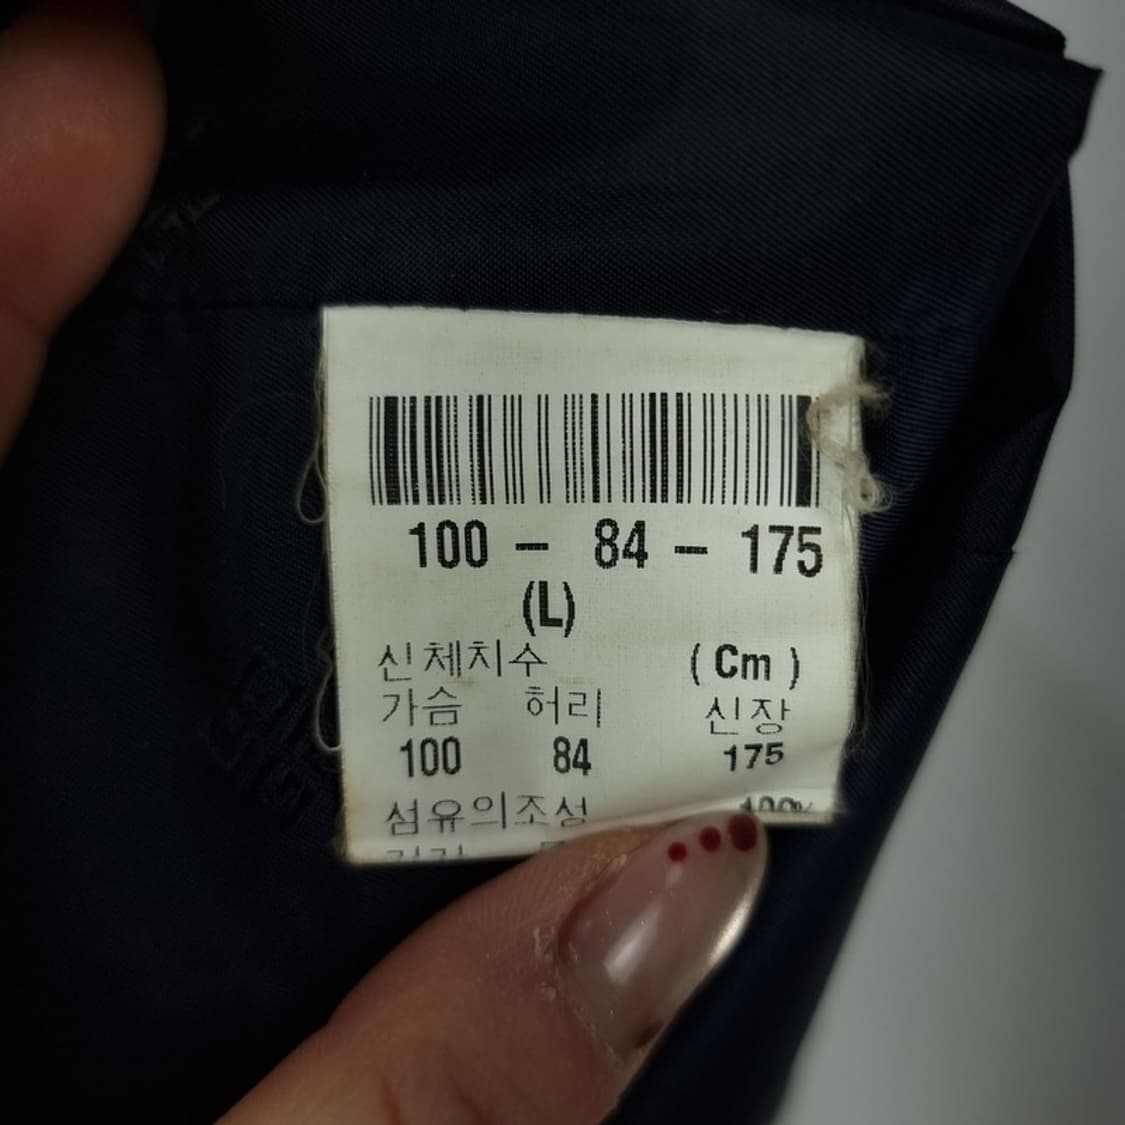 100 - 84 - 175
(L)
신체치수 (Cm)
가슴 허리 신장
100 84 175
섬유의조성 100%